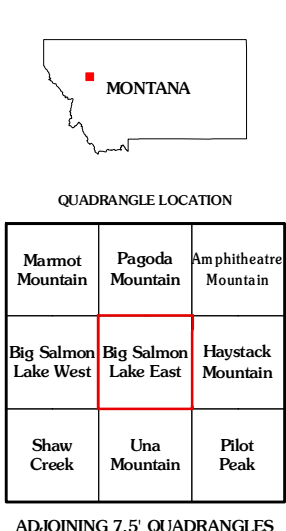 MONTANA
QUADRANGLE LOCATION
Marmot
Mountain
Pagoda
Mountain
Amphitheatre
Mountain
Big Salmon
Lake West
Big Salmon
Lake East
Haystack
Mountain
Shaw
Creek
Una
Mountain
Pilot
Peak
ADJOINING 7.5' QUADRANGLES